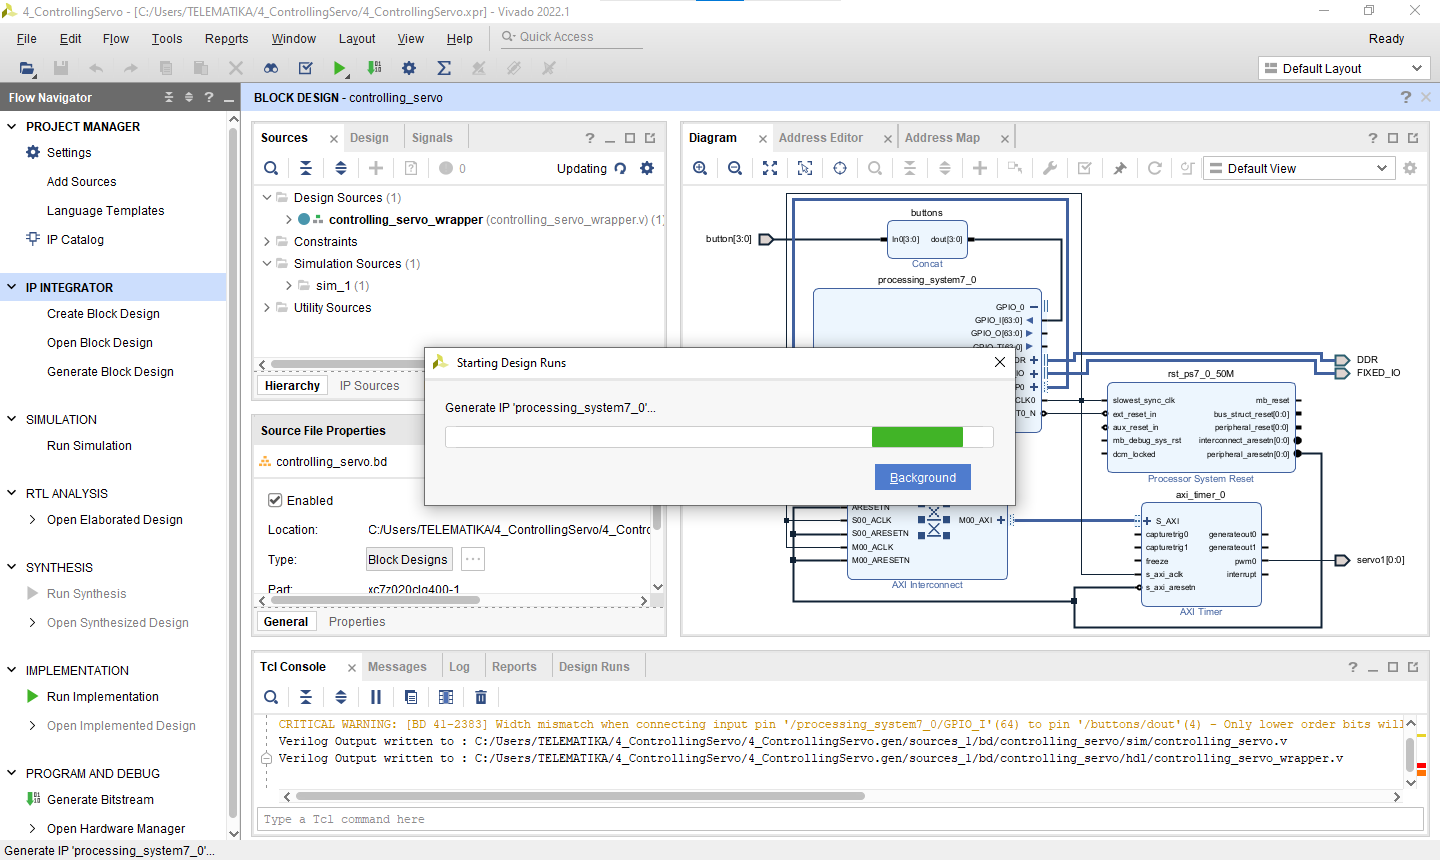 4_ControllingServo - [C:/Users/TELEMATIKA/4_ControllingServo/4_ControllingServo.xpr] - Vivado 2022.1
File Edit Flow Tools Reports Window Layout View Help Quick Access Ready
Default Layout
Flow Navigator
PROJECT MANAGER
Settings
Add Sources
Language Templates
IP Catalog
IP INTEGRATOR
Create Block Design
Open Block Design
Generate Block Design
SIMULATION
Run Simulation
RTL ANALYSIS
Open Elaborated Design
SYNTHESIS
Run Synthesis
Open Synthesized Design
IMPLEMENTATION
Run Implementation
Open Implemented Design
PROGRAM AND DEBUG
Generate Bitstream
Open Hardware Manager
BLOCK DESIGN - controlling_servo
Sources Design Signals
0 Updating
Design Sources (1)
controlling_servo_wrapper (controlling_servo_wrapper.v) (1)
Constraints
Simulation Sources (1)
sim_1 (1)
Utility Sources
Hierarchy IP Sources
Source File Properties
controlling_servo.bd
Enabled
Location: C:/Users/TELEMATIKA/4_ControllingServo/4_Contro
Type: Block Designs ...
Part: xc7z020clg400-1
General Properties
Diagram Address Editor Address Map
Default View
buttons
button[3:0]
In0[3:0] dout[3:0]
Concat
processing_system7_0
GPIO_0
GPIO_I[63:0]
GPIO_O[63:0]
GPIO_T[63:0]
DR
IO
P0
CLK0
T0_N
DDR
FIXED_IO
rst_ps7_0_50M
slowest_sync_clk mb_reset
ext_reset_in bus_struct_reset[0:0]
aux_reset_in peripheral_reset[0:0]
mb_debug_sys_rst interconnect_aresetn[0:0]
dcm_locked peripheral_aresetn[0:0]
Processor System Reset
ARESETN
S00_ACLK M00_AXI
S00_ARESETN
M00_ACLK
M00_ARESETN
AXI Interconnect
axi_timer_0
S_AXI
capturetrig0 generateout0
capturetrig1 generateout1
freeze pwm0
s_axi_aclk interrupt
s_axi_aresetn
AXI Timer
servo1[0:0]
Starting Design Runs
Generate IP 'processing_system7_0'...
Background
Tcl Console Messages Log Reports Design Runs
CRITICAL WARNING: [BD 41-2383] Width mismatch when connecting input pin '/processing_system7_0/GPIO_I'(64) to pin '/buttons/dout'(4) - Only lower order bits will
Verilog Output written to : C:/Users/TELEMATIKA/4_ControllingServo/4_ControllingServo.gen/sources_1/bd/controlling_servo/sim/controlling_servo.v
Verilog Output written to : C:/Users/TELEMATIKA/4_ControllingServo/4_ControllingServo.gen/sources_1/bd/controlling_servo/hdl/controlling_servo_wrapper.v
Type a Tcl command here
Generate IP 'processing_system7_0'...